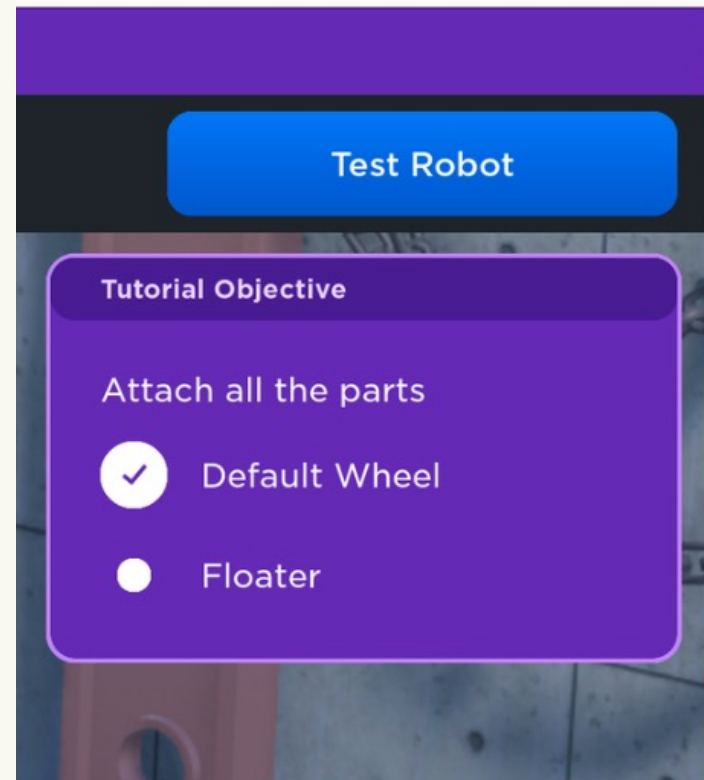 Test Robot
Tutorial Objective
Attach all the parts
Default Wheel
Floater